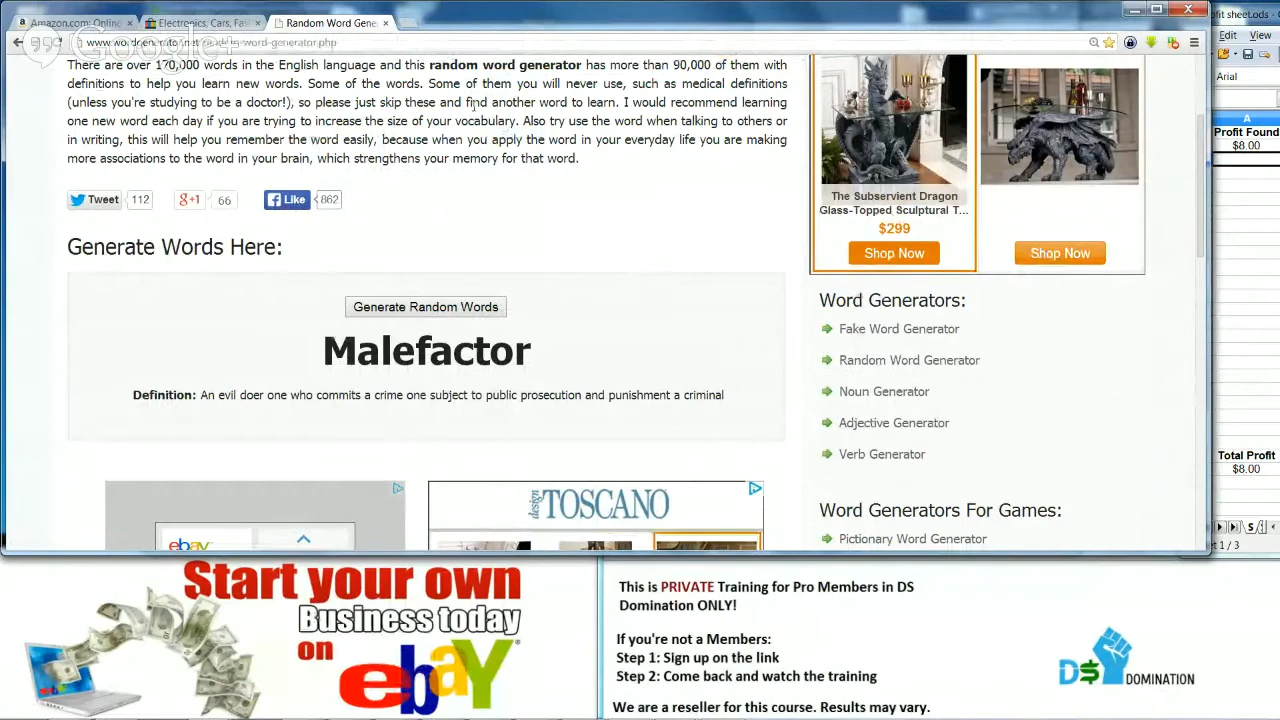 Amazon.com: Online
Electronics, Cars, Fas
Random Word Gene
ofit sheet.ods
Edit View
Google+
Arial
There are over 170,000 words in the English language and this random word generator has more than 90,000 of them with
definitions to help you learn new words. Some of the words. Some of them you will never use, such as medical definitions
(unless you're studying to be a doctor!), so please just skip these and find another word to learn. I would recommend learning
one new word each day if you are trying to increase the size of your vocabulary. Also try use the word when talking to others or
in writing, this will help you remember the word easily, because when you apply the word in your everyday life you are making
more associations to the word in your brain, which strengthens your memory for that word.
Tweet 112
g+1 66
Like 862
Generate Words Here:
Generate Random Words
Malefactor
Definition: An evil doer one who commits a crime one subject to public prosecution and punishment a criminal
The Subservient Dragon
Glass-Topped Sculptural T...
$299
Shop Now
Shop Now
Word Generators:
Fake Word Generator
Random Word Generator
Noun Generator
Adjective Generator
Verb Generator
Word Generators For Games:
Pictionary Word Generator
ebay
design TOSCANO
A
Profit Found
$8.00
Total Profit
$8.00
et 1 / 3
Start your own
Business today
on
ebaY
This is PRIVATE Training for Pro Members in DS
Domination ONLY!
If you're not a Members:
Step 1: Sign up on the link
Step 2: Come back and watch the training
We are a reseller for this course. Results may vary.
D$ DOMINATION